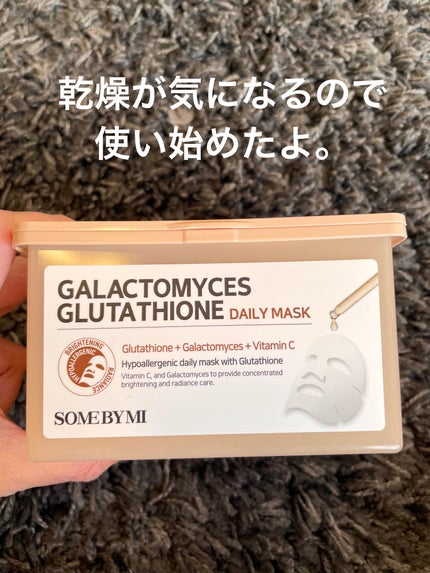 乾燥が気になるので
使い始めたよ。
GALACTOMYCES
GLUTATHIONE DAILY MASK
Glutathione + Galactomyces + Vitamin C
Hypoallergenic daily mask with Glutathione
Vitamin C, and Galactomyces to provide concentrated
brightening and radiance care.
BRIGHTENING
HYPOALLERGENIC
RADIANCE
SOME BY MI